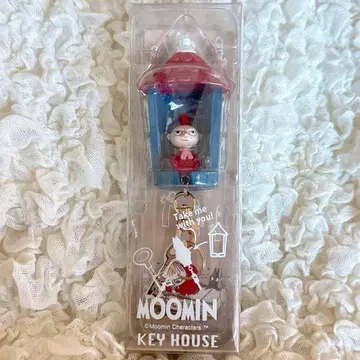 Take me
with you!
MOOMIN
©Moomin Characters™
KEY HOUSE